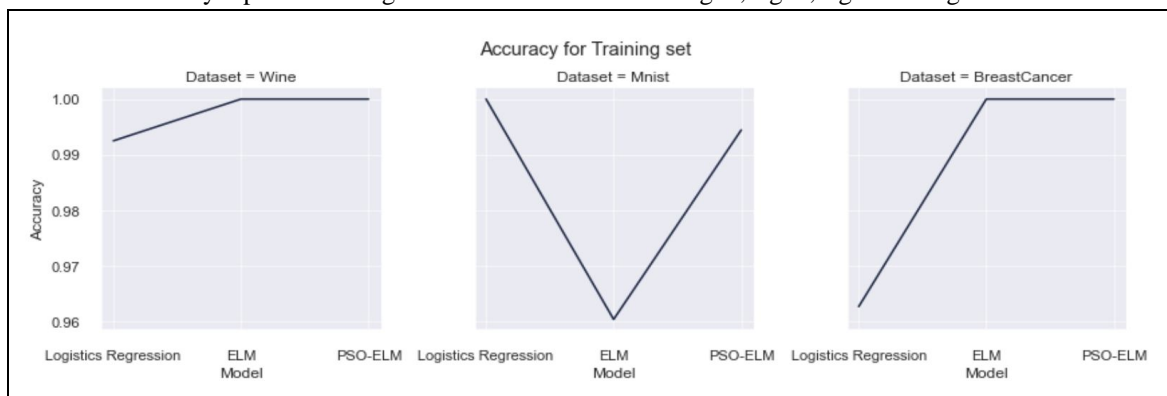 Accuracy for Training set
Dataset = Wine Dataset = Mnist Dataset = BreastCancer
1.00
0.99
0.98
0.97
0.96
Accuracy
Logistics Regression ELM PSO-ELM Logistics Regression ELM PSO-ELM Logistics Regression ELM PSO-ELM
Model Model Model